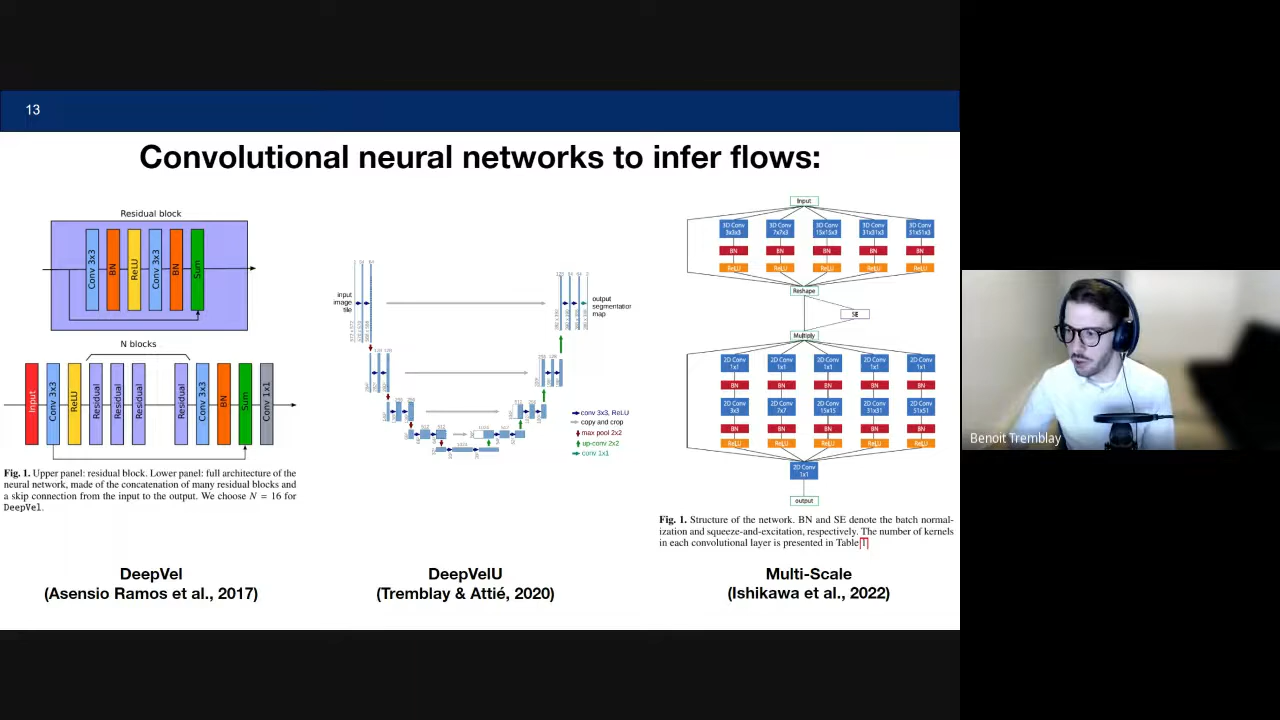 13
Convolutional neural networks to infer flows:
Residual block
Conv 3x3
BN
ReLU
Conv 3x3
BN
Sum
N blocks
Input
Conv 3x3
ReLU
Residual
Residual
Residual
Residual
Conv 3x3
BN
Sum
Conv 1x1
Fig. 1. Upper panel: residual block. Lower panel: full architecture of the
neural network, made of the concatenation of many residual blocks and
a skip connection from the input to the output. We choose N = 16 for
DeepVel.
DeepVel
(Asensio Ramos et al., 2017)
input
image
tile
output
segmentation
map
conv 3x3, ReLU
copy and crop
max pool 2x2
up-conv 2x2
conv 1x1
DeepVelU
(Tremblay & Attié, 2020)
Input
3D Conv 3D Conv 3D Conv 3D Conv 3D Conv
3x3x3 7x7x3 15x15x3 31x31x3 51x51x3
BN BN BN BN BN
ReLU ReLU ReLU ReLU ReLU
Reshape
SE
Multiply
2D Conv 2D Conv 2D Conv 2D Conv 2D Conv
1x1 1x1 1x1 1x1 1x1
BN BN BN BN BN
2D Conv 2D Conv 2D Conv 2D Conv 2D Conv
3x3 7x7 15x15 31x31 51x51
BN BN BN BN BN
ReLU ReLU ReLU ReLU ReLU
2D Conv
1x1
output
Fig. 1. Structure of the network. BN and SE denote the batch normal-
ization and squeeze-and-excitation, respectively. The number of kernels
in each convolutional layer is presented in Table 1
Multi-Scale
(Ishikawa et al., 2022)
Benoit Tremblay